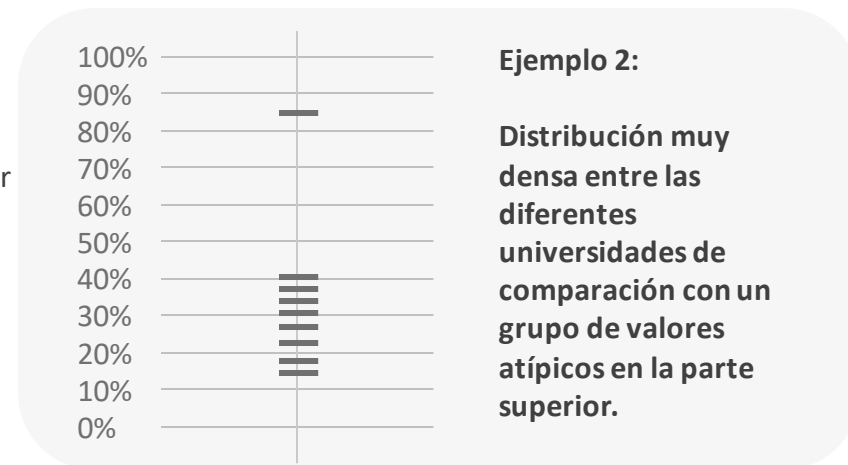 100%
90%
80%
70%
60%
50%
40%
30%
20%
10%
0%
r
Ejemplo 2:
Distribución muy
densa entre las
diferentes
universidades de
comparación con un
grupo de valores
atípicos en la parte
superior.